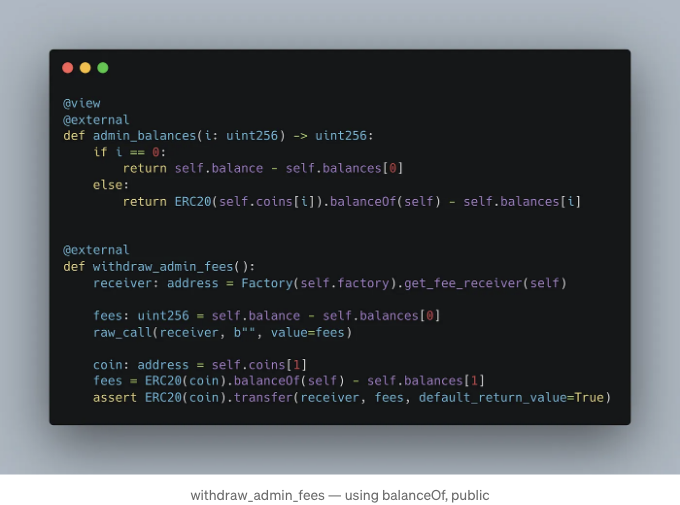 @view
@external
def admin_balances(i: uint256) -> uint256:
    if i == 0:
        return self.balance - self.balances[0]
    else:
        return ERC20(self.coins[i]).balanceOf(self) - self.balances[i]
@external
def withdraw_admin_fees():
    receiver: address = Factory(self.factory).get_fee_receiver(self)
    fees: uint256 = self.balance - self.balances[0]
    raw_call(receiver, b"", value=fees)
    coin: address = self.coins[1]
    fees = ERC20(coin).balanceOf(self) - self.balances[1]
    assert ERC20(coin).transfer(receiver, fees, default_return_value=True)
withdraw_admin_fees — using balanceOf, public